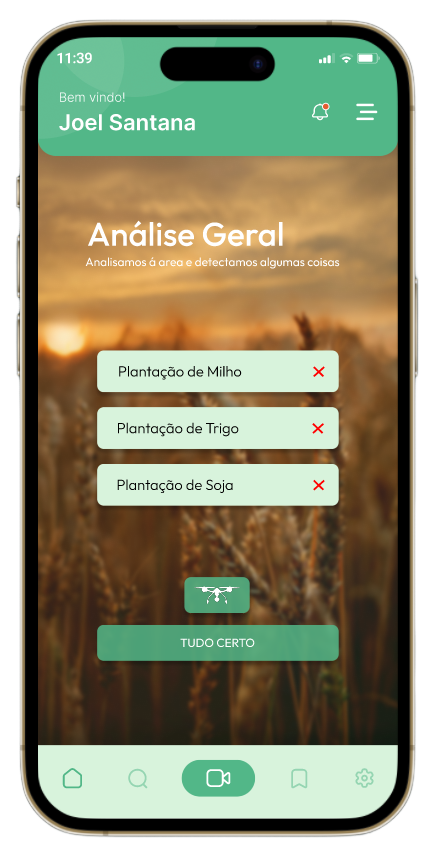 11:39
Bem vindo!
Joel Santana
Análise Geral
Analisamos á area e detectamos algumas coisas
Plantação de Milho
Plantação de Trigo
Plantação de Soja
TUDO CERTO